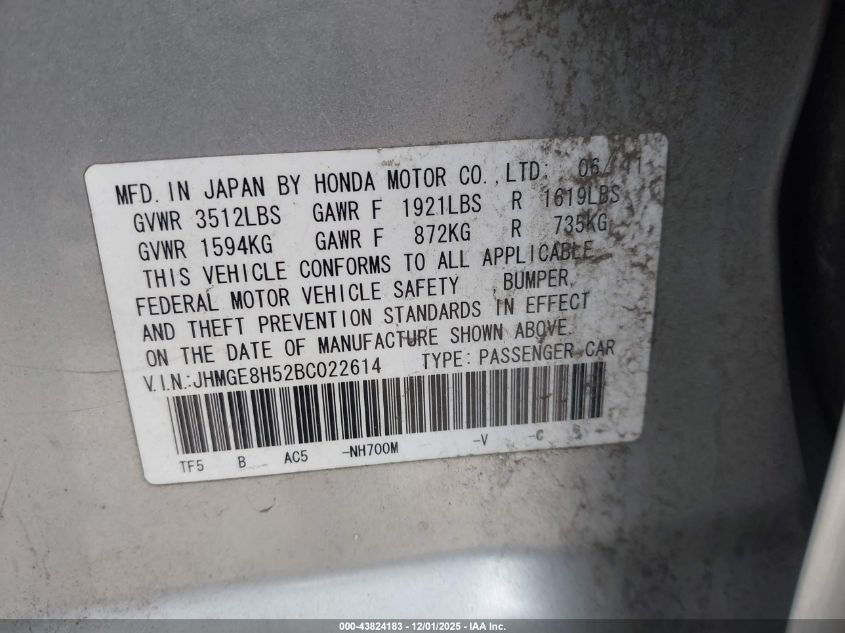 MFD. IN JAPAN BY HONDA MOTOR CO.,LTD: 06/11
GVWR 3512LBS GAWR F 1921LBS R 1619LBS
GVWR 1594KG GAWR F 872KG R 735KG
THIS VEHICLE CONFORMS TO ALL APPLICABLE
FEDERAL MOTOR VEHICLE SAFETY , BUMPER,
AND THEFT PREVENTION STANDARDS IN EFFECT
ON THE DATE OF MANUFACTURE SHOWN ABOVE.
V.I.N.:JHMGE8H52BC022614 TYPE:PASSENGER CAR
TF5 B AC5 -NH700M -V -C
000-43824183 - 12/01/2025 - IAA Inc.